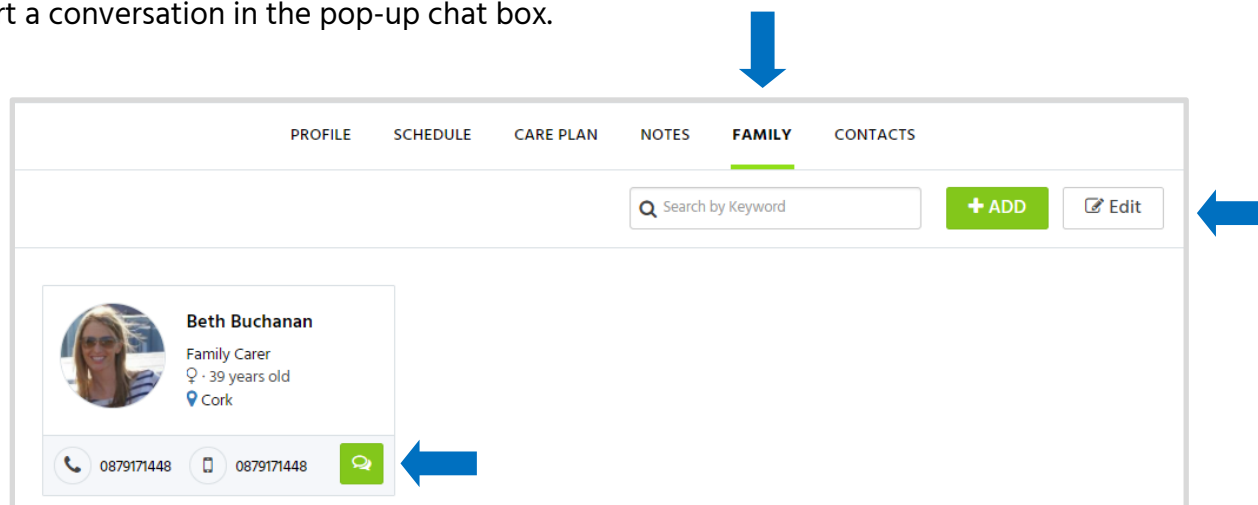 rt a conversation in the pop-up chat box.
PROFILE SCHEDULE CARE PLAN NOTES FAMILY CONTACTS
Search by Keyword + ADD Edit
Beth Buchanan
Family Carer
♀ · 39 years old
Cork
0879171448 0879171448